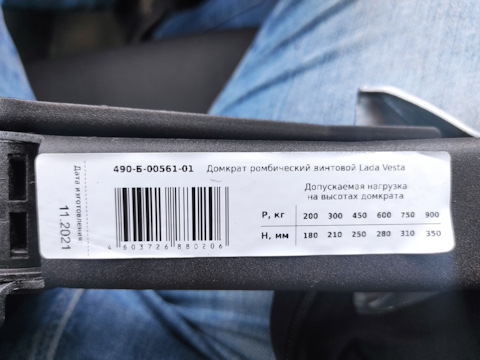 490-Б-00561-01 Домкрат ромбический винтовой Lada Vesta
Дата изготовления
11.2021
4 603726 880206
Допускаемая нагрузка
на высотах домкрата
Р, кг 200 300 450 600 750 900
Н, мм 180 210 250 280 310 350